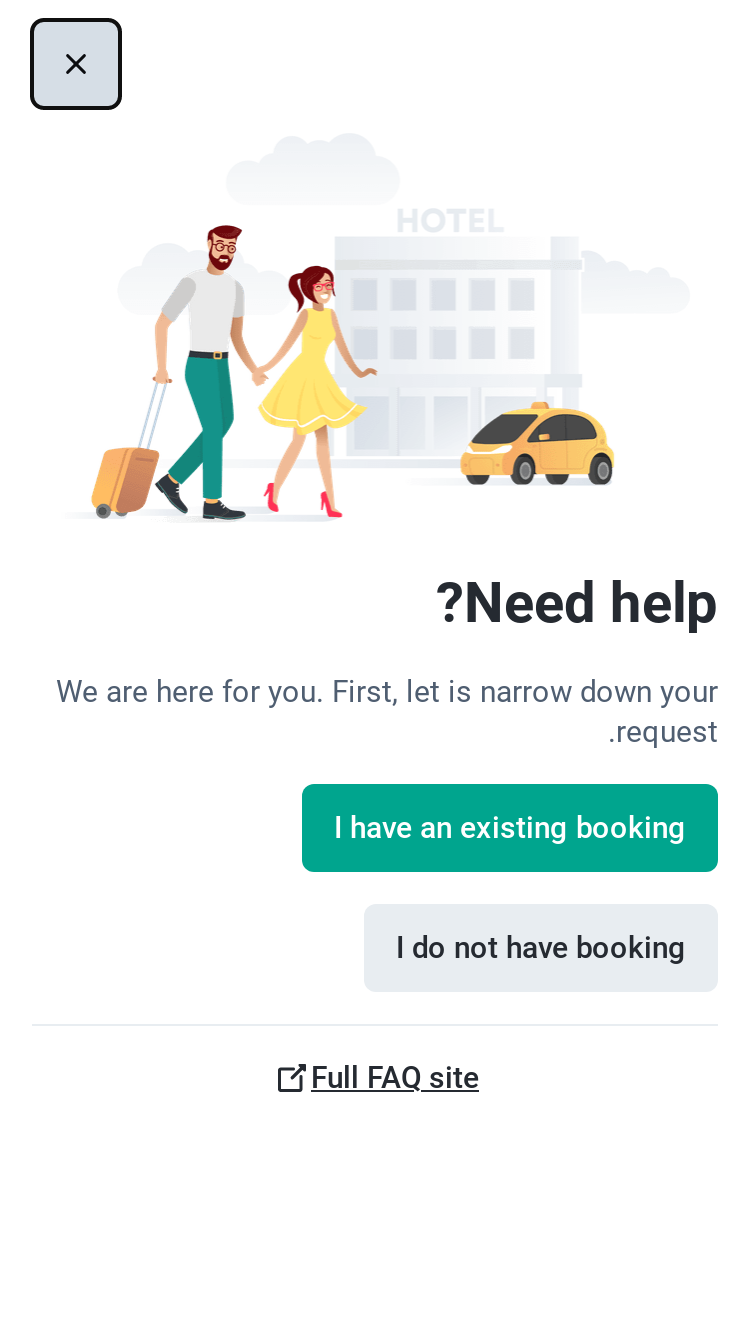 HOTEL
Need help?
We are here for you. First, let is narrow down your
request.
I have an existing booking
I do not have booking
Full FAQ site